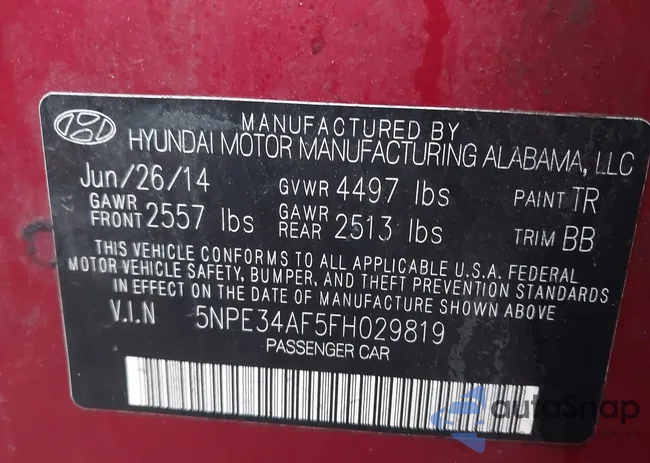 MANUFACTURED BY
HYUNDAI MOTOR MANUFACTURING ALABAMA, LLC
Jun/26/14 GVWR 4497 lbs PAINT TR
GAWR FRONT 2557 lbs GAWR REAR 2513 lbs TRIM BB
THIS VEHICLE CONFORMS TO ALL APPLICABLE U.S.A. FEDERAL
MOTOR VEHICLE SAFETY, BUMPER, AND THEFT PREVENTION STANDARDS
IN EFFECT ON THE DATE OF MANUFACTURE SHOWN ABOVE
V.I.N 5NPE34AF5FH029819
PASSENGER CAR
autoSnap